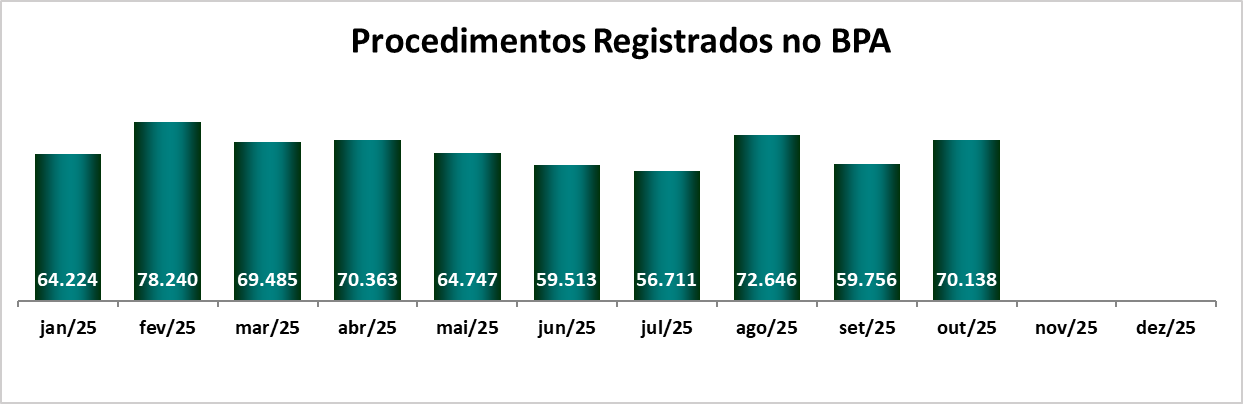 Procedimentos Registrados no BPA
64.224 78.240 69.485 70.363 64.747 59.513 56.711 72.646 59.756 70.138
jan/25 fev/25 mar/25 abr/25 mai/25 jun/25 jul/25 ago/25 set/25 out/25 nov/25 dez/25